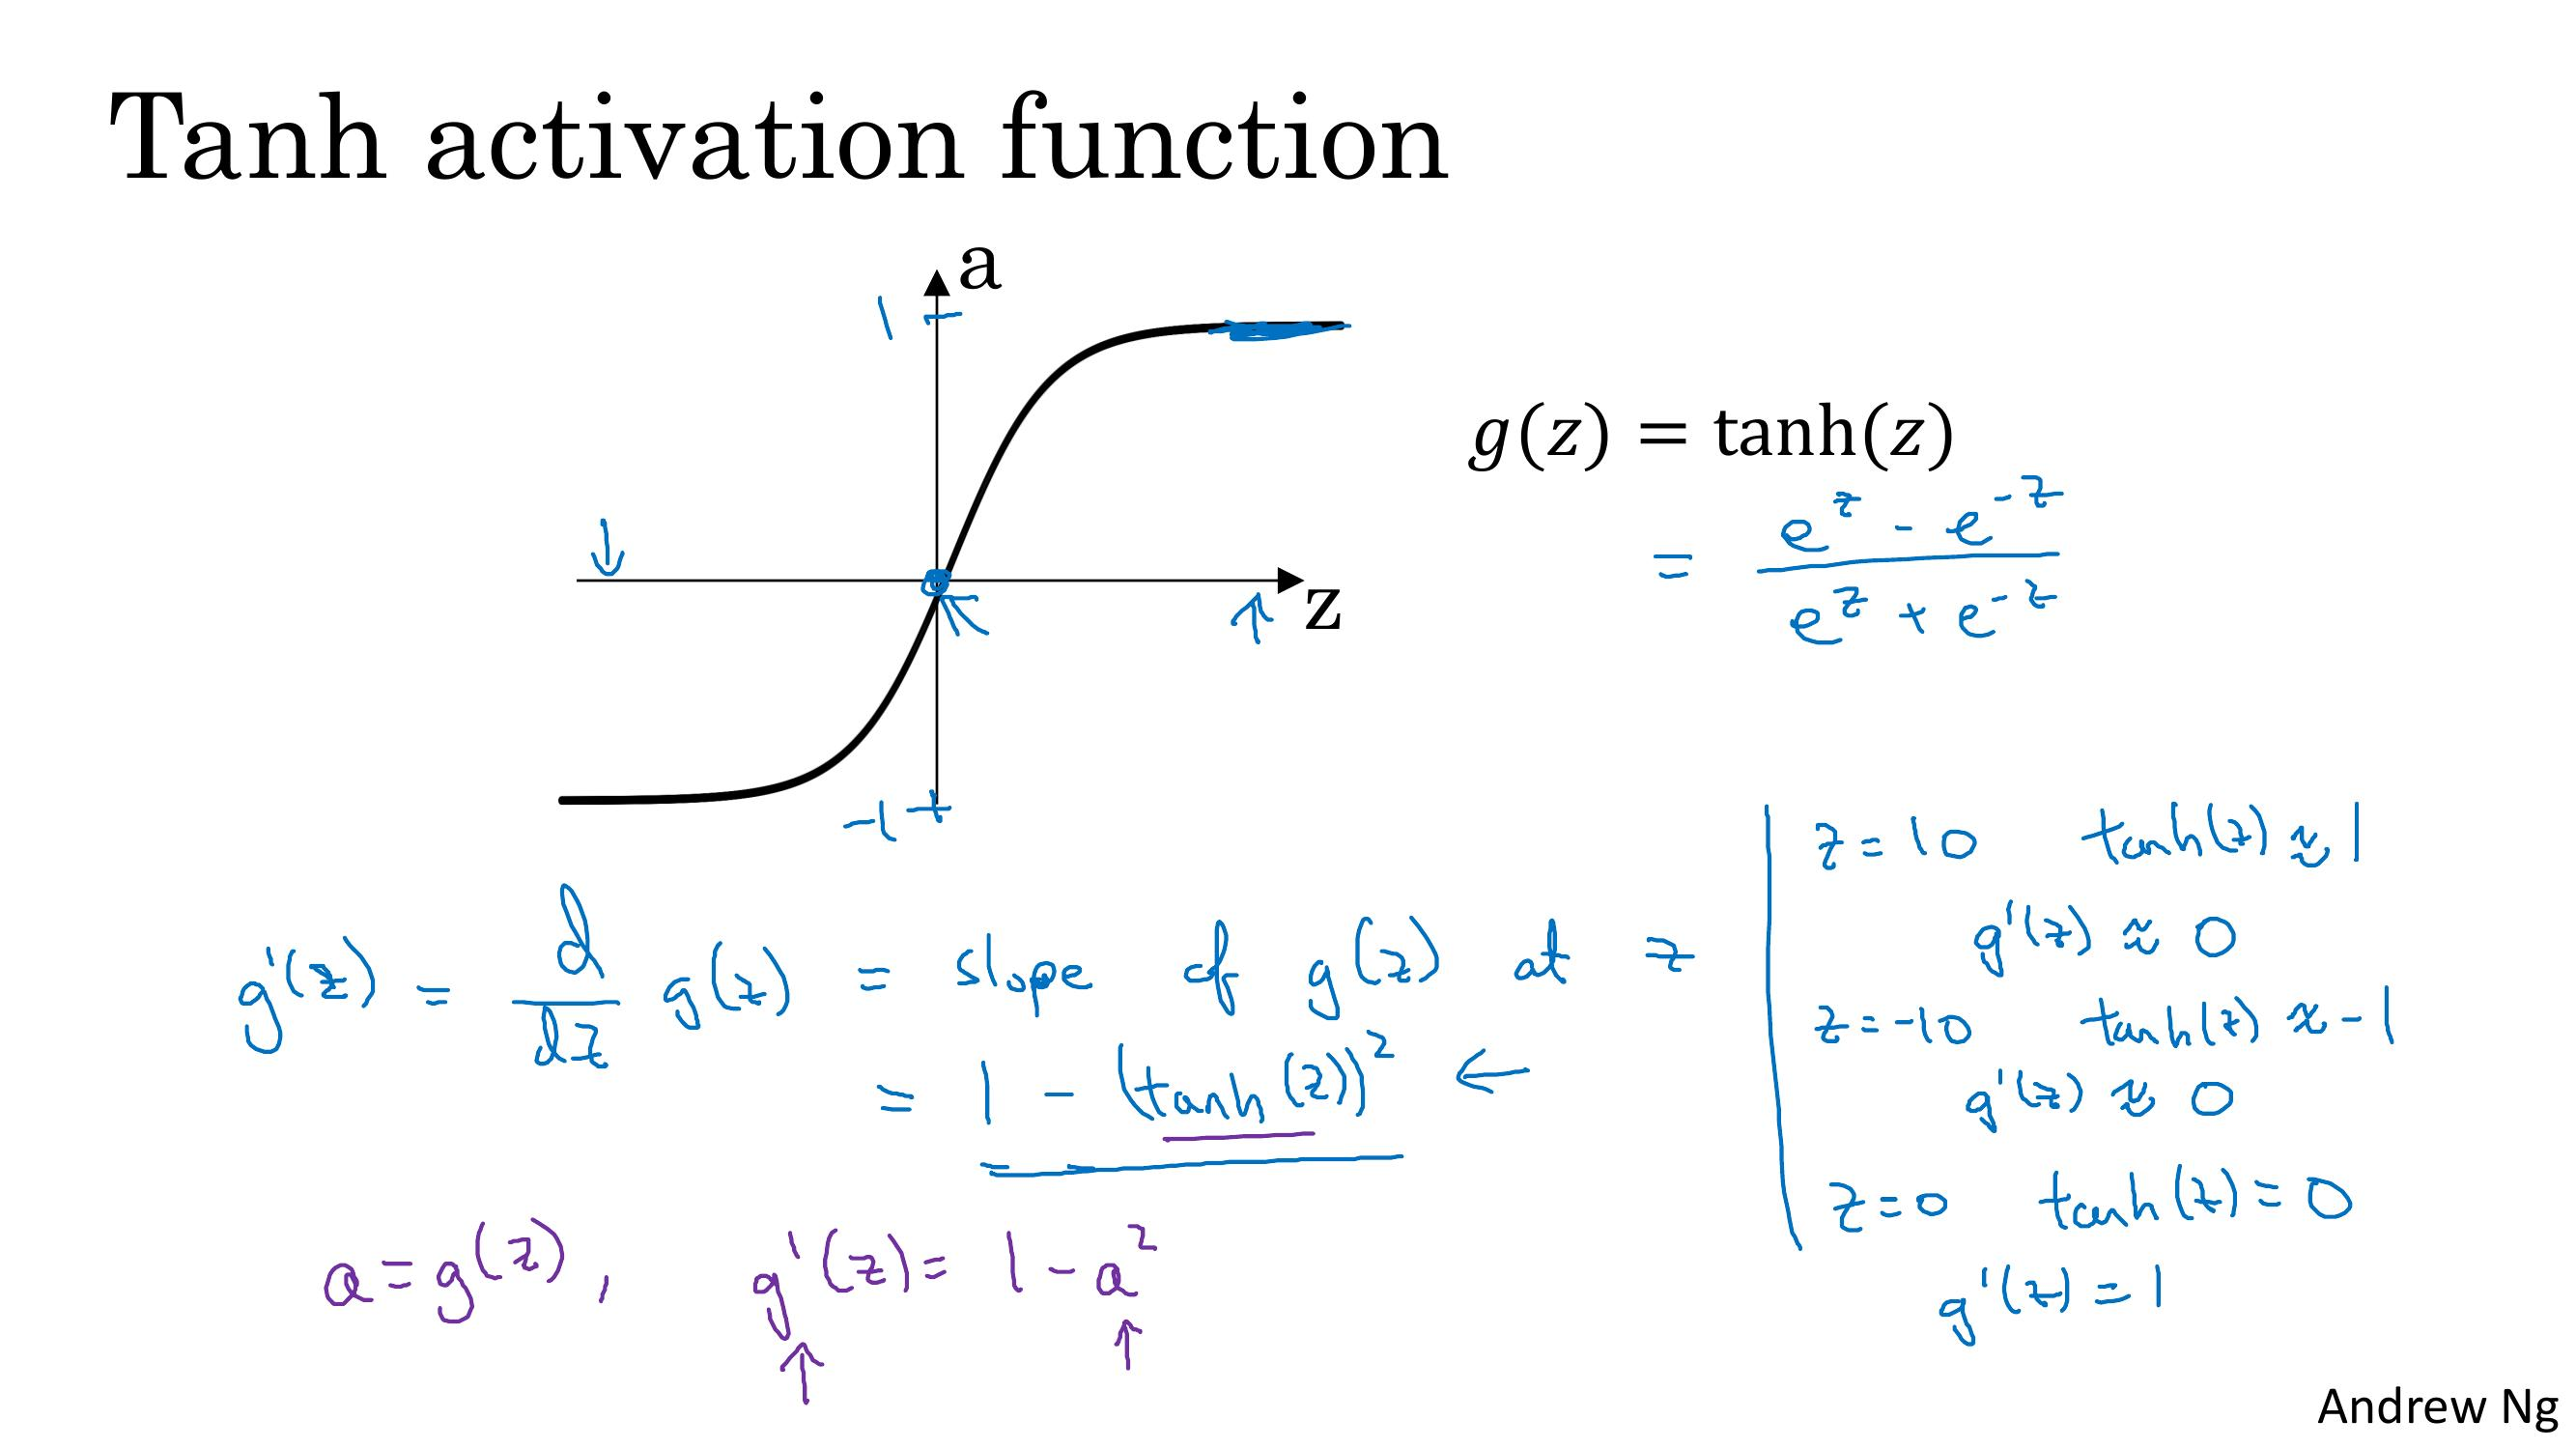 Tanh activation function
a
1
z
-1
g(z) = tanh(z)
= (e^z - e^-z) / (e^z + e^-z)
g'(z) = d/dz g(z) = slope of g(z) at z
= 1 - (tanh(z))² ←
a = g(z), g'(z) = 1 - a²
z = 10 tanh(z) ≈ 1
g'(z) ≈ 0
z = -10 tanh(z) ≈ -1
g'(z) ≈ 0
z = 0 tanh(z) = 0
g'(z) = 1
Andrew Ng